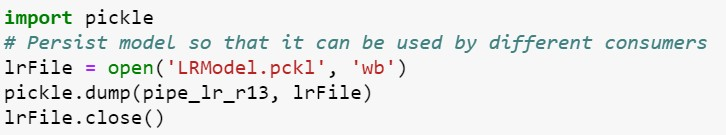 import pickle
# Persist model so that it can be used by different consumers
lrFile = open('LRModel.pckl', 'wb')
pickle.dump(pipe_lr_r13, lrFile)
lrFile.close()